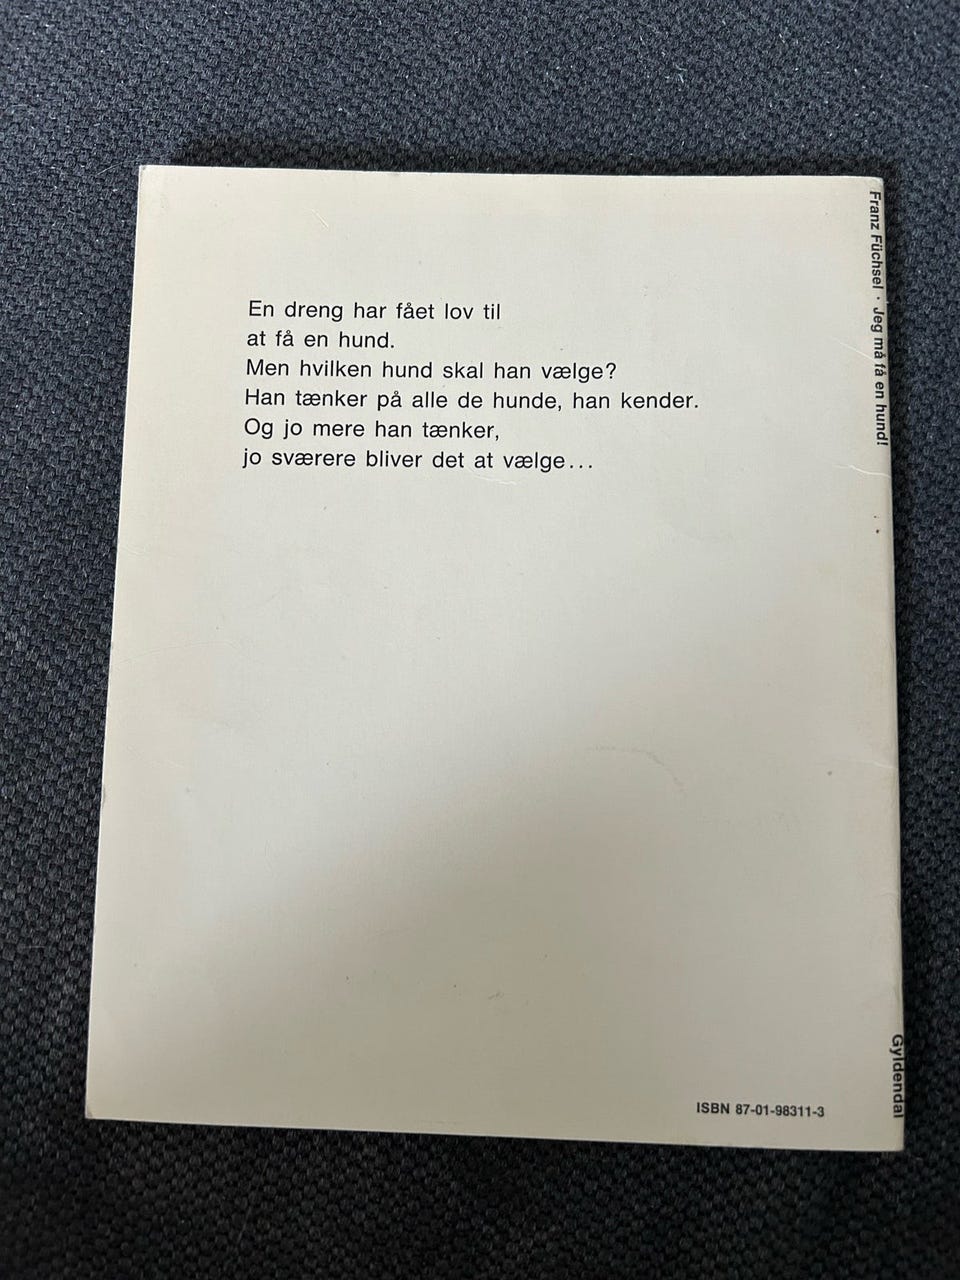 En dreng har fået lov til
at få en hund.
Men hvilken hund skal han vælge?
Han tænker på alle de hunde, han kender.
Og jo mere han tænker,
jo sværere bliver det at vælge...
Franz Füchsel · Jeg må få en hund!
Gyldendal
ISBN 87-01-98311-3